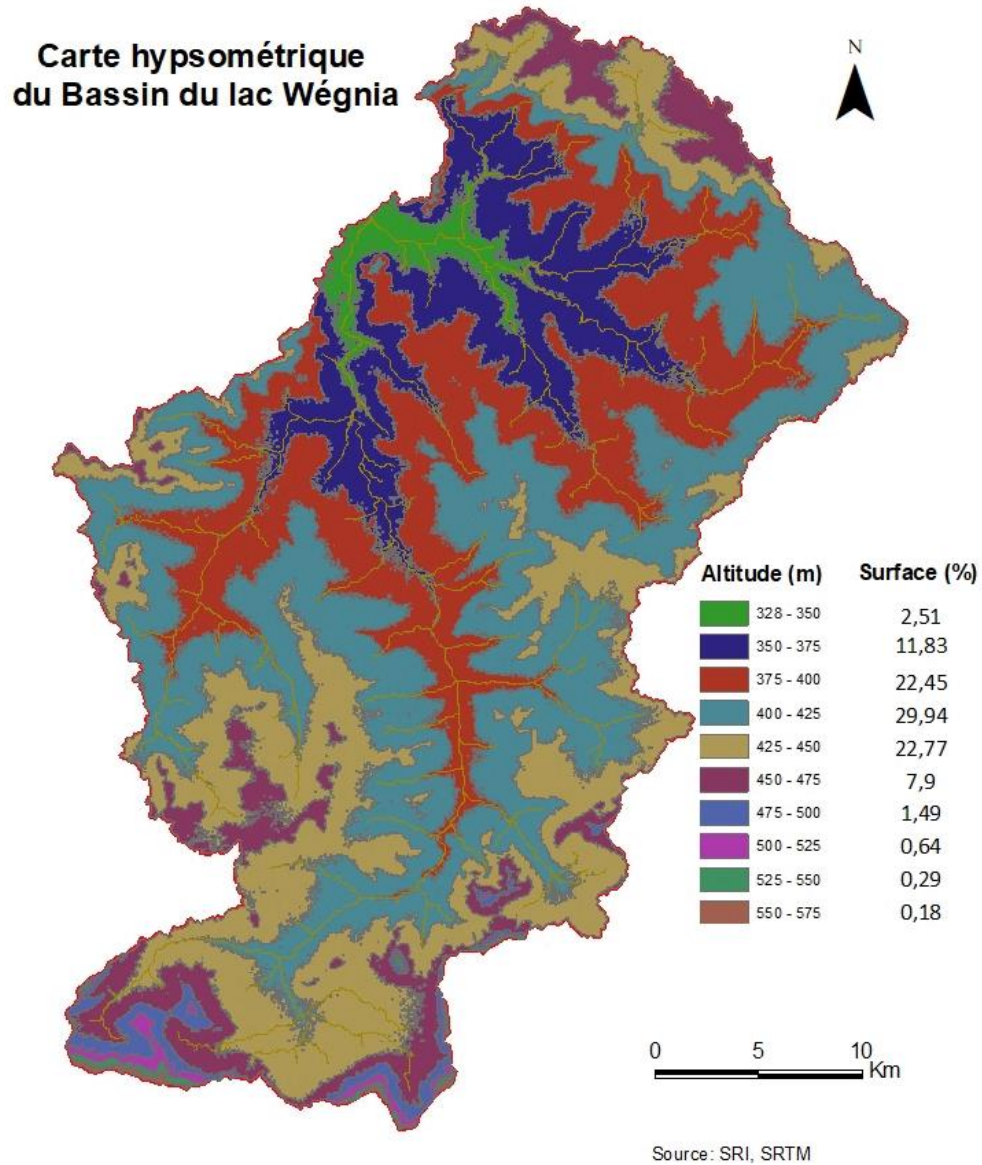 Carte hypsométrique
du Bassin du lac Wégnia
N
Altitude (m) Surface (%)
328 - 350 2,51
350 - 375 11,83
375 - 400 22,45
400 - 425 29,94
425 - 450 22,77
450 - 475 7,9
475 - 500 1,49
500 - 525 0,64
525 - 550 0,29
550 - 575 0,18
0 5 10
Km
Source: SRI, SRTM